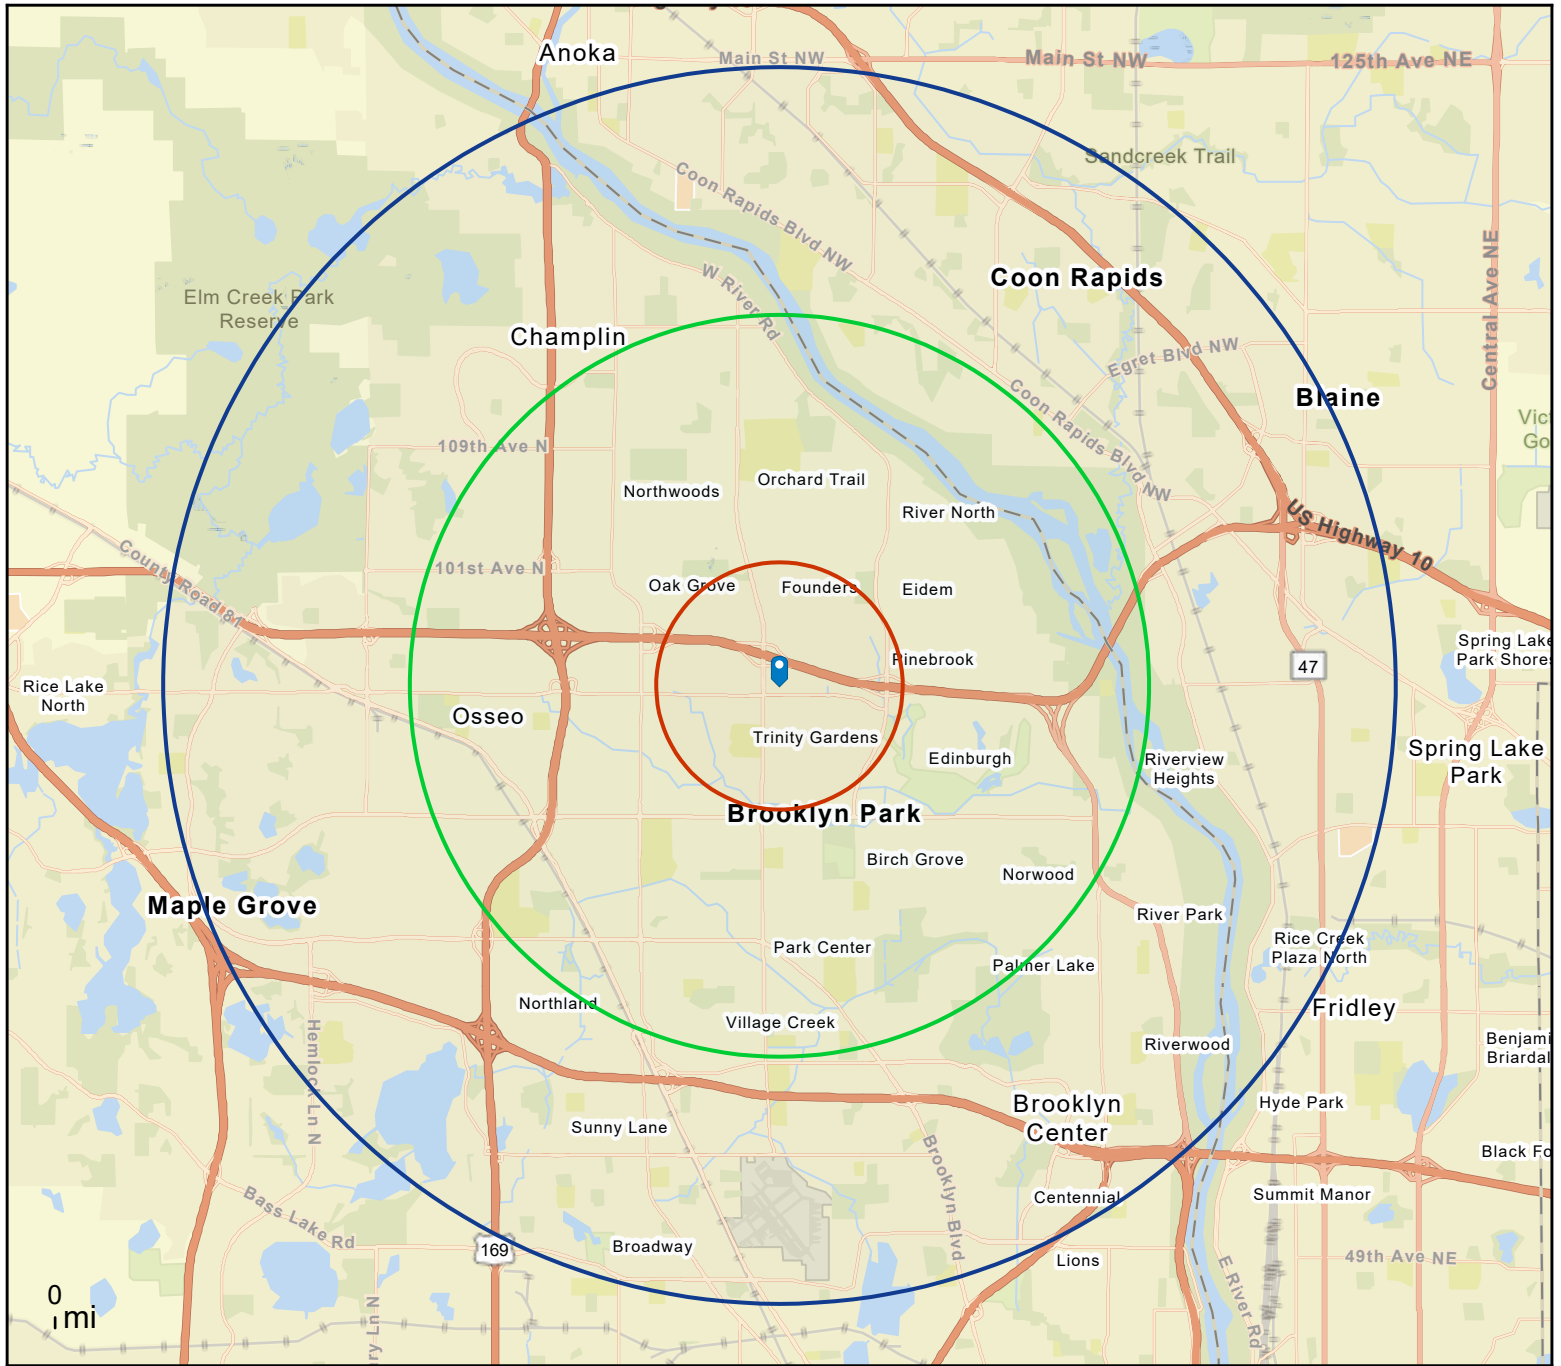 Anoka
Main St NW
Main St NW
125th Ave NE
Sandcreek Trail
Coon Rapids Blvd NW
W River Rd
Coon Rapids
Central Ave NE
Elm Creek Park
Reserve
Champlin
Egret Blvd NW
Coon Rapids Blvd NW
Blaine
109th Ave N
Northwoods
Orchard Trail
River North
US Highway 10
County Road 81
101st Ave N
Oak Grove
Founders
Eidem
Pinebrook
47
Spring Lake
Park Shores
Rice Lake
North
Osseo
Trinity Gardens
Edinburgh
Riverview
Heights
Spring Lake
Park
Brooklyn Park
Birch Grove
Norwood
Maple Grove
River Park
Park Center
Palmer Lake
Rice Creek
Plaza North
Northland
Village Creek
Fridley
Riverwood
Hemlock Ln N
Sunny Lane
Brooklyn
Center
Hyde Park
Brooklyn Blvd
Centennial
Summit Manor
Bass Lake Rd
169
Broadway
Lions
49th Ave NE
E River Rd
0
mi